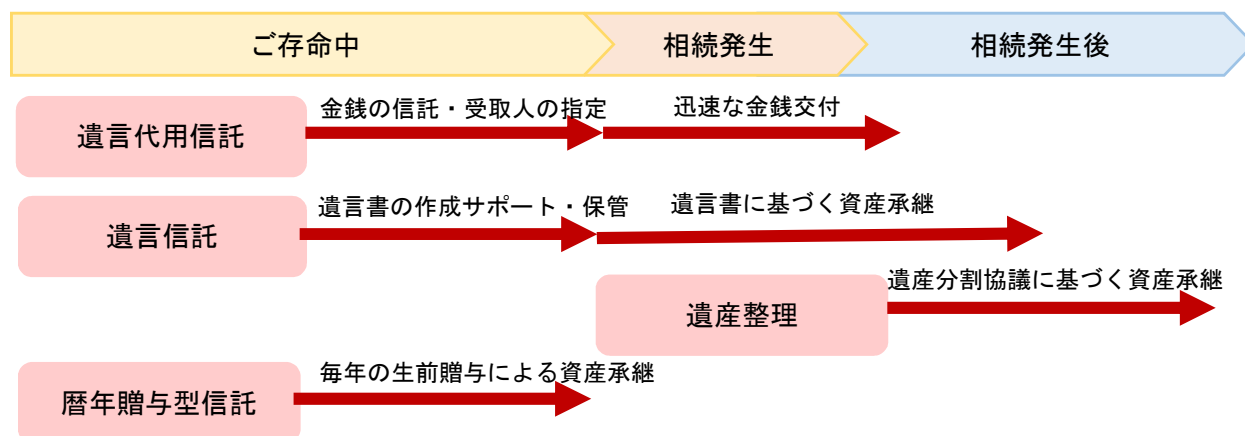 ご存命中
相続発生
相続発生後
遺言代用信託
金銭の信託・受取人の指定
迅速な金銭交付
遺言信託
遺言書の作成サポート・保管
遺言書に基づく資産承継
遺産整理
遺産分割協議に基づく資産承継
暦年贈与型信託
毎年の生前贈与による資産承継